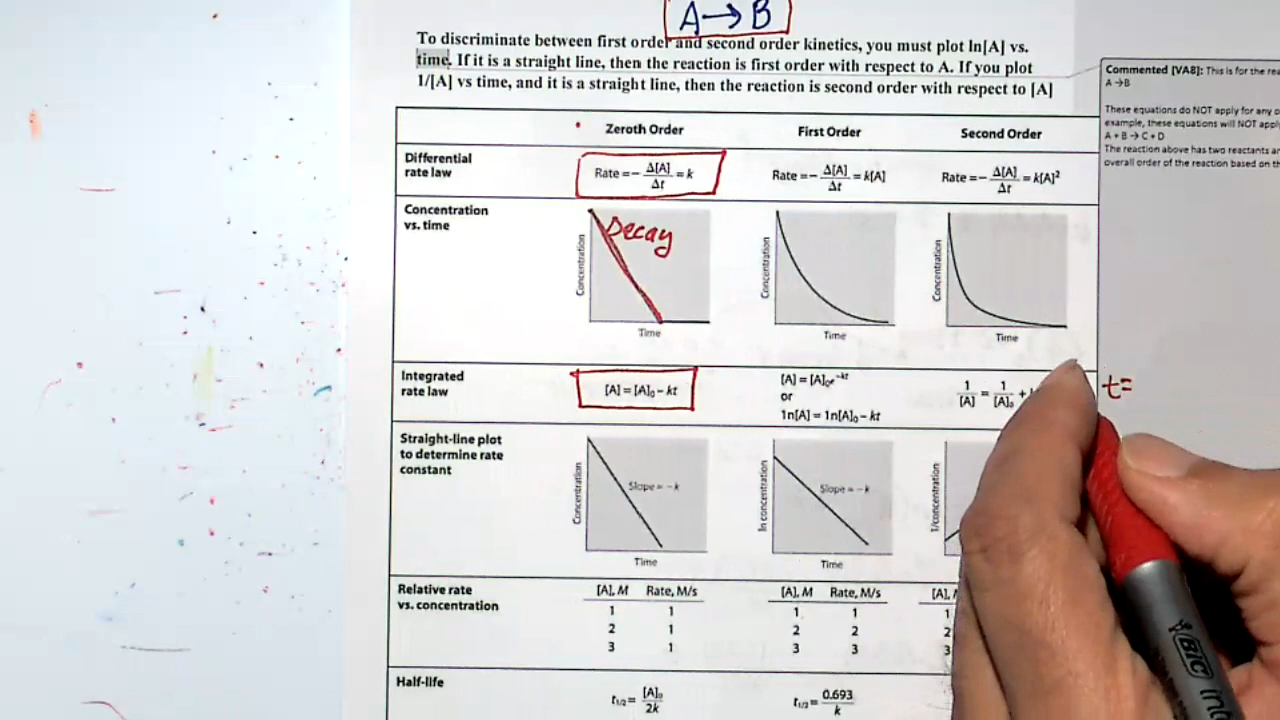 A→B
To discriminate between first order and second order kinetics, you must plot ln[A] vs.
time. If it is a straight line, then the reaction is first order with respect to A. If you plot
1/[A] vs time, and it is a straight line, then the reaction is second order with respect to [A]
Commented [VA8]: This is for the rea
A→B
These equations do NOT apply for any o
example, these equations will NOT appl
A + B → C + D
The reaction above has two reactants a
overall order of the reaction based on th
Zeroth Order First Order Second Order
Differential
rate law
Rate = − Δ[A]/Δt = k
Rate = − Δ[A]/Δt = k[A]
Rate = − Δ[A]/Δt = k[A]²
Concentration
vs. time
Decay
Concentration
Time
Concentration
Time
Concentration
Time
Integrated
rate law
[A] = [A]₀ − kt
[A] = [A]₀e⁻ᵏᵗ
or
1n[A] = 1n[A]₀ − kt
1/[A] = 1/[A]₀ +
t=
Straight-line plot
to determine rate
constant
Concentration
Slope = −k
Time
ln concentration
Slope = −k
Time
1/concentration
Relative rate
vs. concentration
[A], M Rate, M/s
1 1
2 1
3 1
[A], M Rate, M/s
1 1
2 2
3 3
[A],
1
2
3
Half-life
t1/2 = [A]₀/2k
t1/2 = 0.693/k
BIC